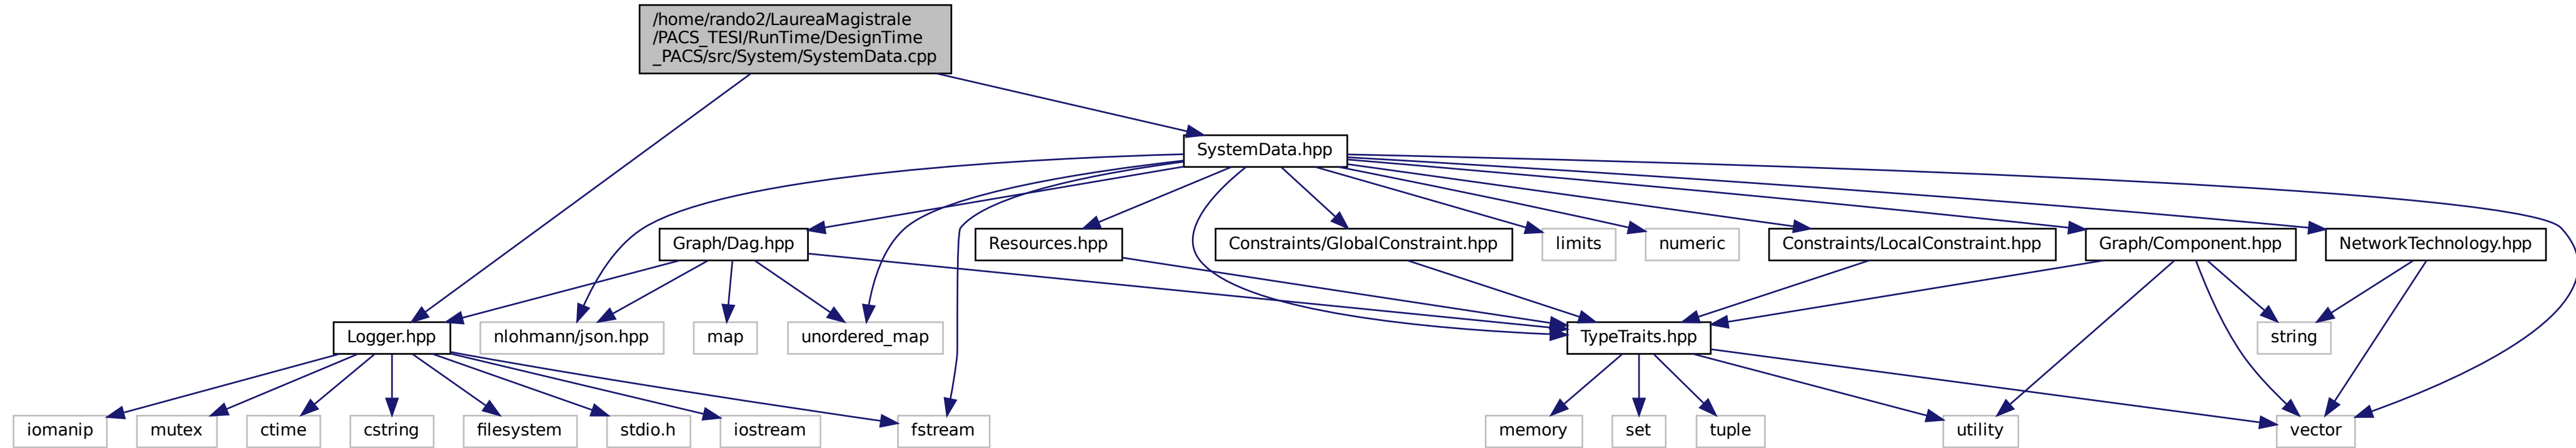 /home/rando2/LaureaMagistrale
/PACS_TESI/RunTime/DesignTime
_PACS/src/System/SystemData.cpp
SystemData.hpp
Graph/Dag.hpp
Resources.hpp
Constraints/GlobalConstraint.hpp
limits
numeric
Constraints/LocalConstraint.hpp
Graph/Component.hpp
NetworkTechnology.hpp
Logger.hpp
nlohmann/json.hpp
map
unordered_map
TypeTraits.hpp
string
iomanip
mutex
ctime
cstring
filesystem
stdio.h
iostream
fstream
memory
set
tuple
utility
vector